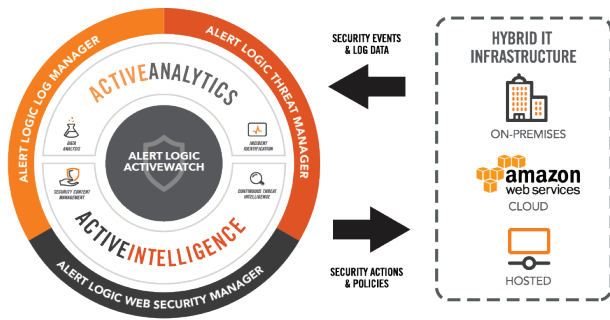 ALERT LOGIC LOG MANAGER
ALERT LOGIC THREAT MANAGER
ACTIVEANALYTICS
DATA
ANALYSIS
INCIDENT
IDENTIFICATION
ALERT LOGIC
ACTIVEWATCH
SECURITY CONTENT
MANAGEMENT
CONTINUOUS THREAT
INTELLIGENCE
ACTIVEINTELLIGENCE
ALERT LOGIC WEB SECURITY MANAGER
SECURITY EVENTS
& LOG DATA
SECURITY ACTIONS
& POLICIES
HYBRID IT
INFRASTRUCTURE
ON-PREMISES
amazon
web services
CLOUD
HOSTED